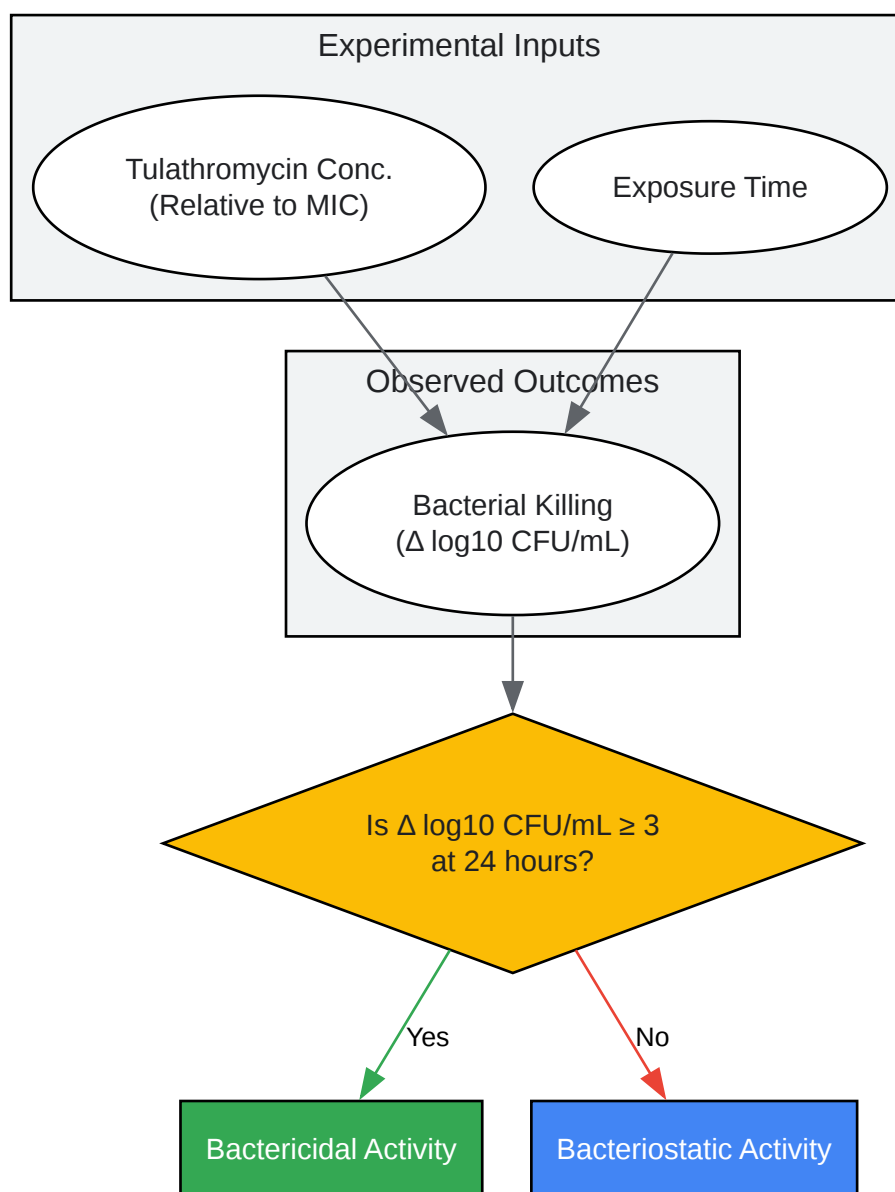 Experimental Inputs
Tulathromycin Conc.
(Relative to MIC)
Exposure Time
Observed Outcomes
Bacterial Killing
(Δ log10 CFU/mL)
Is Δ log10 CFU/mL ≥ 3
at 24 hours?
Yes
No
Bactericidal Activity
Bacteriostatic Activity